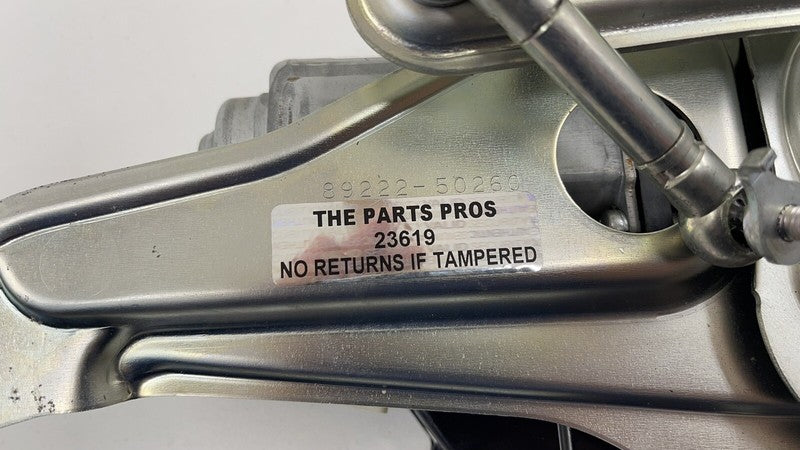 89222-50260
THE PARTS PROS
23619
NO RETURNS IF TAMPERED